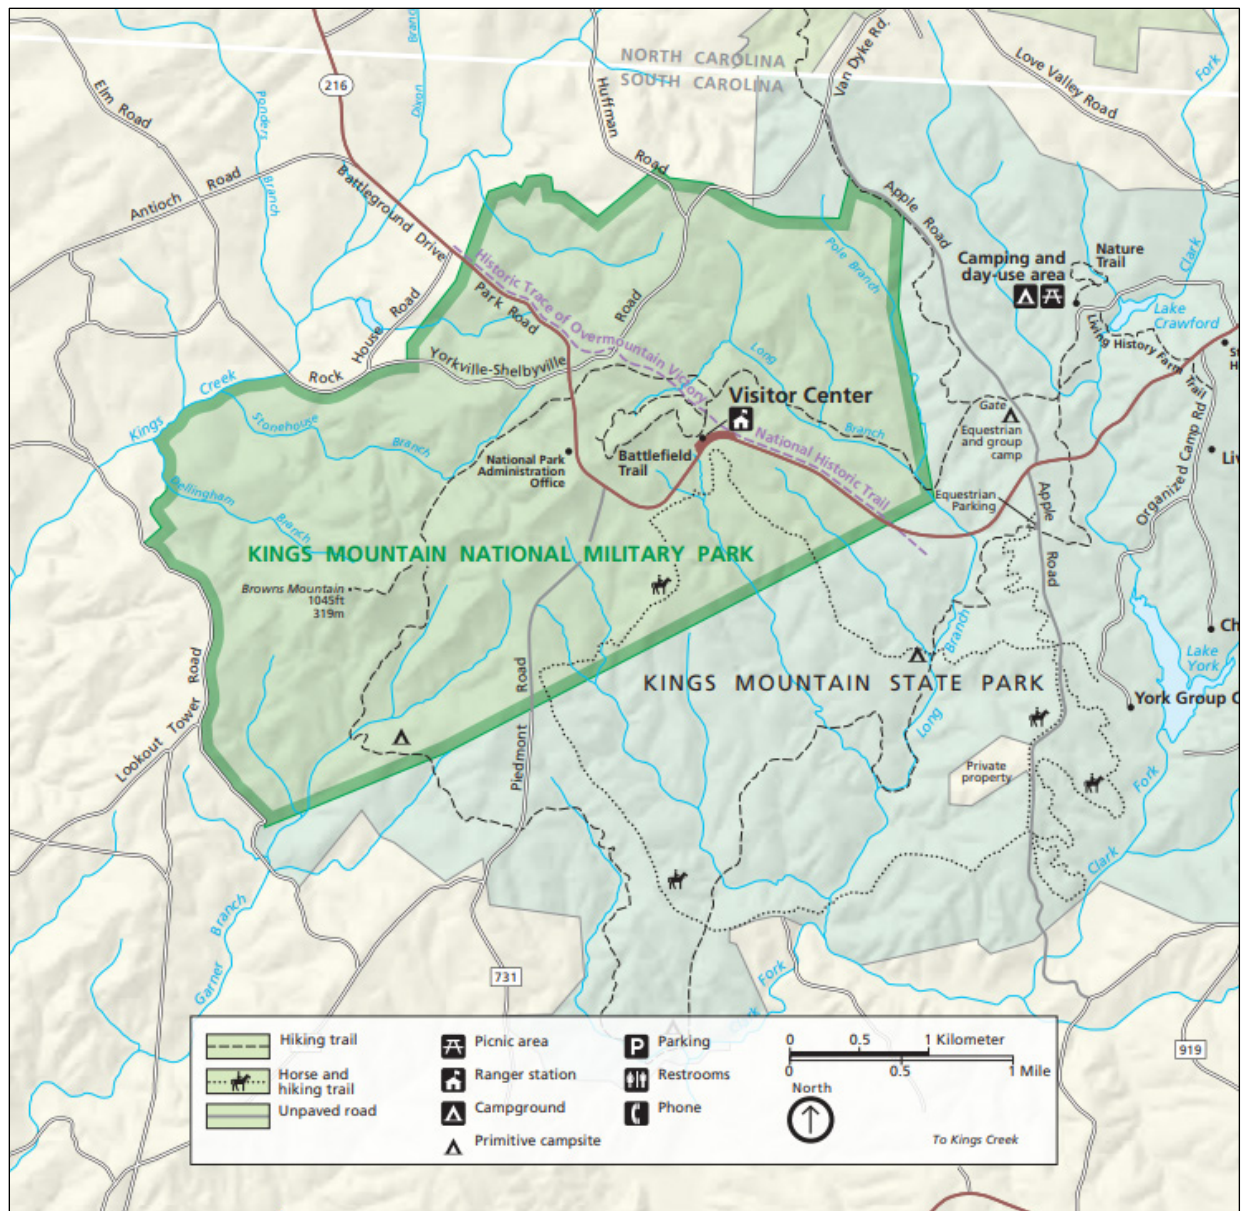 NORTH CAROLINA
SOUTH CAROLINA
216
Elm Road
Ponders
Branch
Dixon
Branch
Huffman
Road
Van Dyke Rd.
Love Valley Road
Fork
Clark
Antioch Road
Battleground Drive
Apple Road
Pole Branch
Camping and
day-use area
Nature
Trail
Lake
Crawford
Living History Farm Trail
Historic Trace of Overmountain Victory
National Historic Trail
Park Road
House Road
Rock
Yorkville-Shelbyville
Road
Long
Branch
Kings
Creek
Stonehouse
Branch
Visitor Center
Battlefield
Trail
National Park
Administration
Office
Gate
Equestrian
and group
camp
Equestrian
Parking
Apple
Road
Organized Camp Rd
Liv
Ch
Dellingham
Branch
KINGS MOUNTAIN NATIONAL MILITARY PARK
Browns Mountain
1045ft
319m
Lookout Tower Road
Piedmont Road
KINGS MOUNTAIN STATE PARK
Long
Branch
Lake
York
York Group C
Private
property
Fork
Clark
Garner
Branch
731
Fork
919
Hiking trail
Horse and
hiking trail
Unpaved road
Picnic area
Ranger station
Campground
Primitive campsite
P
Parking
Restrooms
Phone
0 0.5 1 Kilometer
0 0.5 1 Mile
North
To Kings Creek